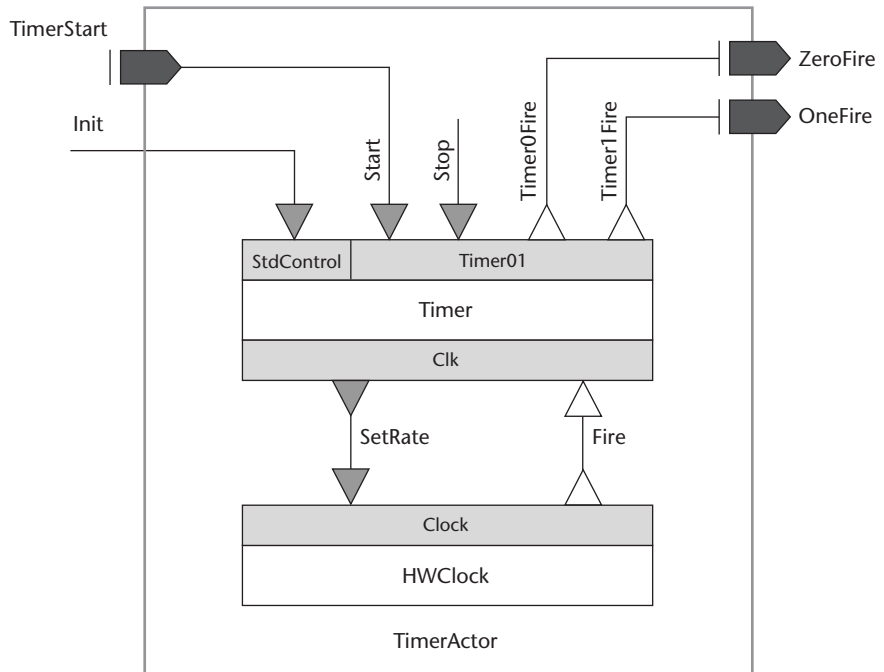 TimerStart
ZeroFire
OneFire
Init
Start
Stop
Timer0Fire
Timer1Fire
StdControl
Timer01
Timer
Clk
SetRate
Fire
Clock
HWClock
TimerActor